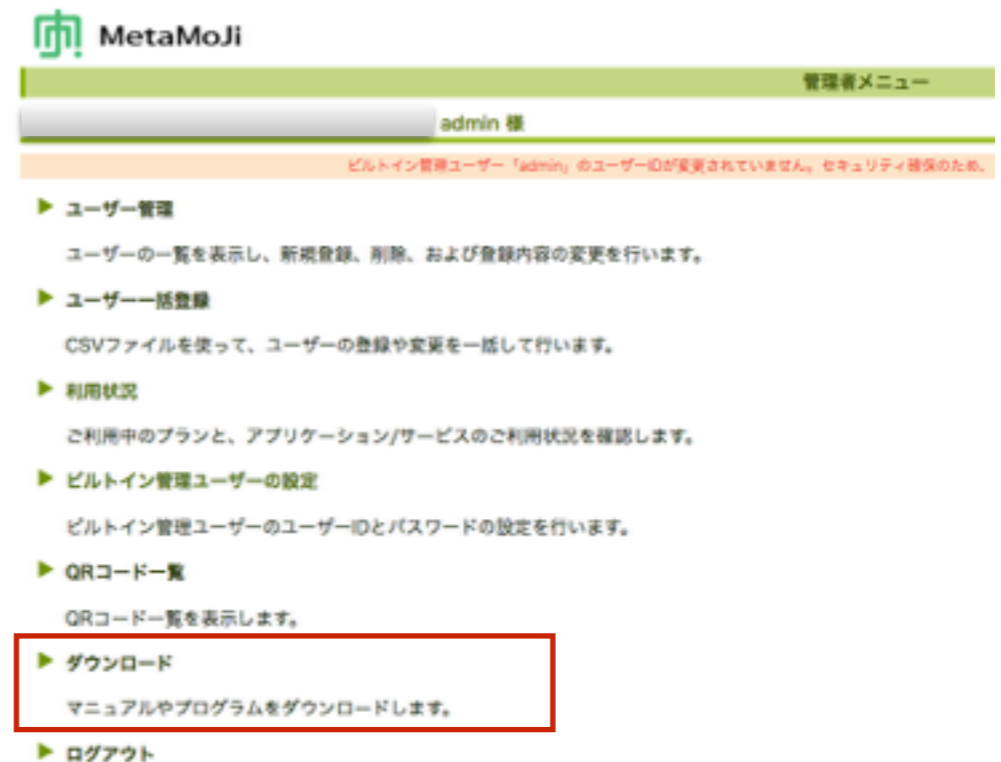 MetaMoJi
管理者メニュー
admin 様
ビルトイン管理ユーザー「admin」のユーザーIDが変更されていません。セキュリティ確保のため、
ユーザー管理
ユーザーの一覧を表示し、新規登録、削除、および登録内容の変更を行います。
ユーザー一括登録
CSVファイルを使って、ユーザーの登録や変更を一括して行います。
利用状況
ご利用中のプランと、アプリケーション/サービスのご利用状況を確認します。
ビルトイン管理ユーザーの設定
ビルトイン管理ユーザーのユーザーIDとパスワードの設定を行います。
QRコード一覧
QRコード一覧を表示します。
ダウンロード
マニュアルやプログラムをダウンロードします。
ログアウト